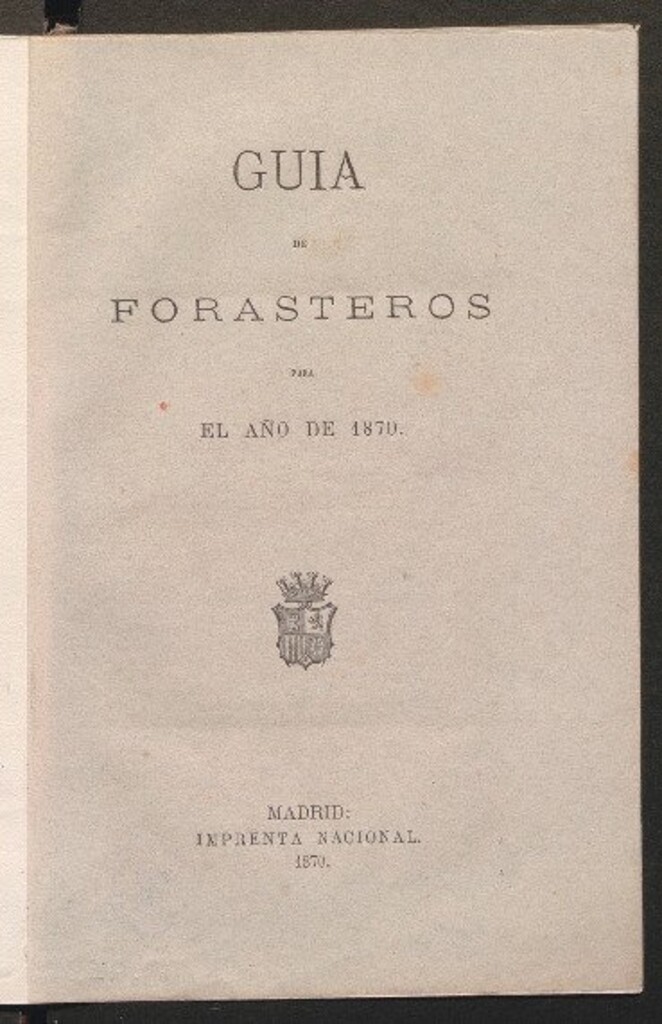 GUIA
DE
FORASTEROS
PARA
EL AÑO DE 1870.
MADRID:
IMPRENTA NACIONAL.
1870.